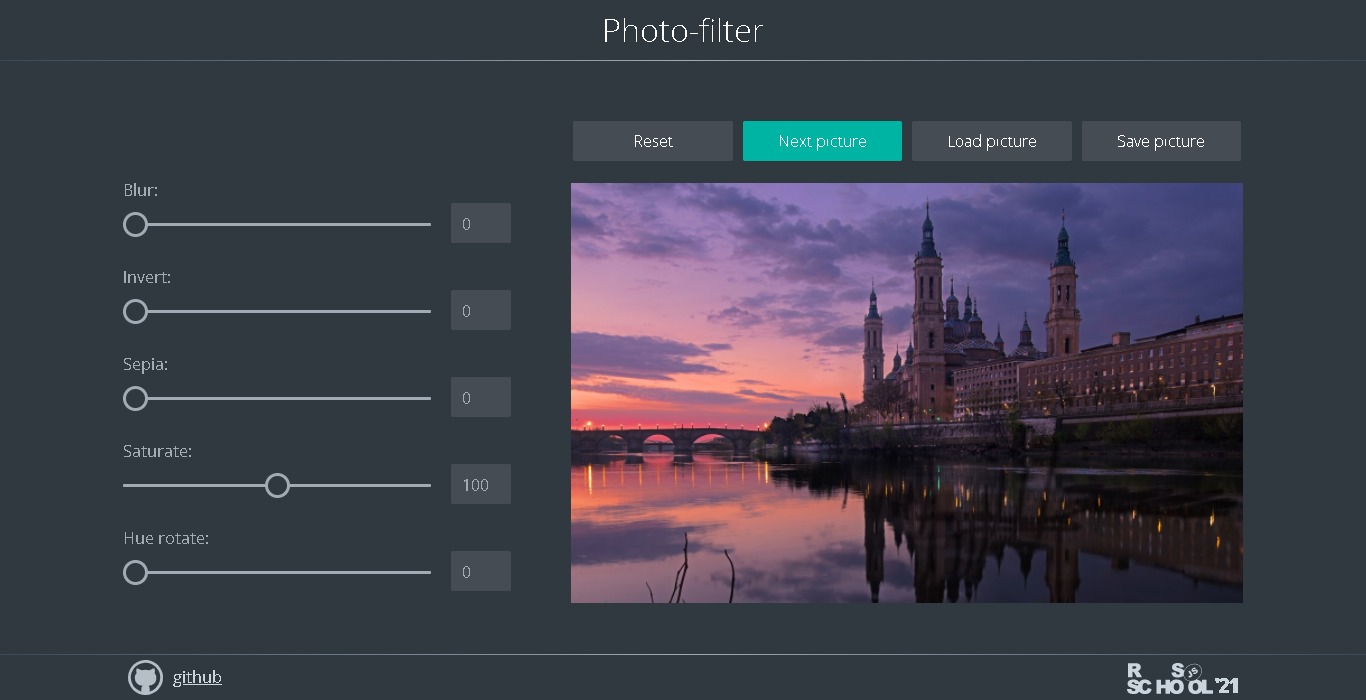 Photo-filter
Reset
Next picture
Load picture
Save picture
Blur:
0
Invert:
0
Sepia:
0
Saturate:
100
Hue rotate:
0
github
RS JS
SCHOOL'21